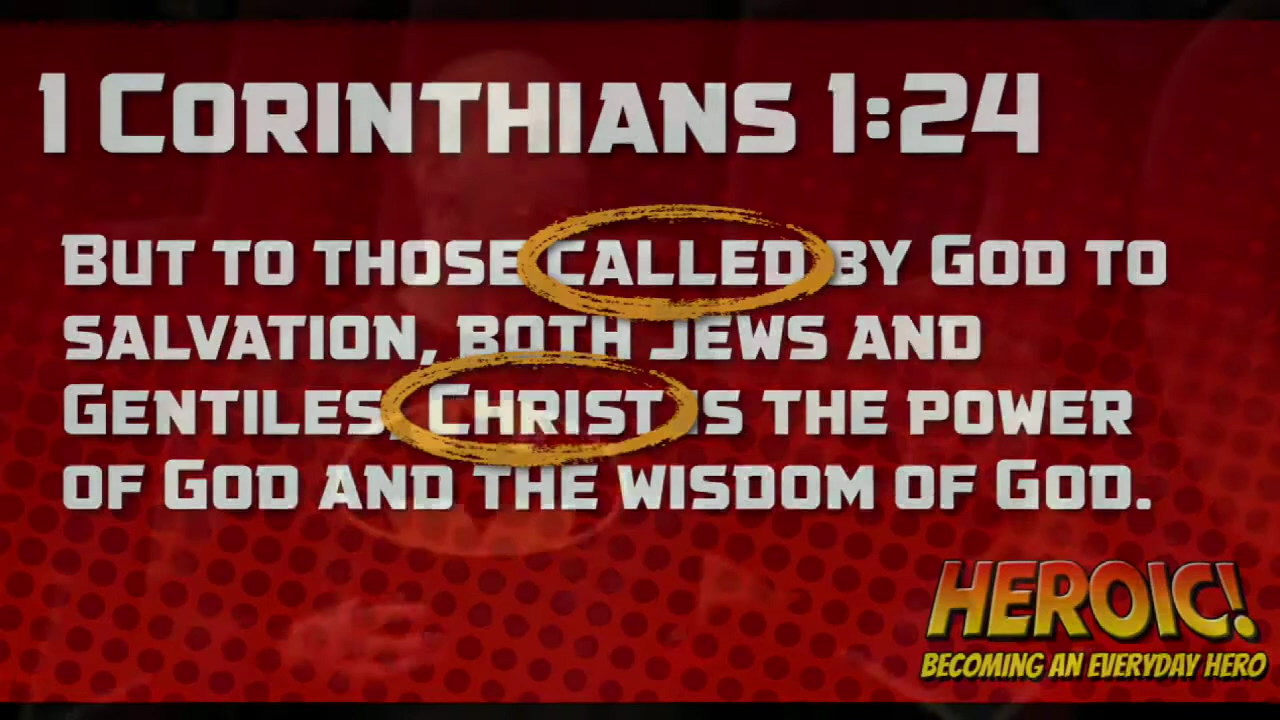 1 CORINTHIANS 1:24
BUT TO THOSE CALLED BY GOD TO
SALVATION, BOTH JEWS AND
GENTILES, CHRIST IS THE POWER
OF GOD AND THE WISDOM OF GOD.
HEROIC!
BECOMING AN EVERYDAY HERO